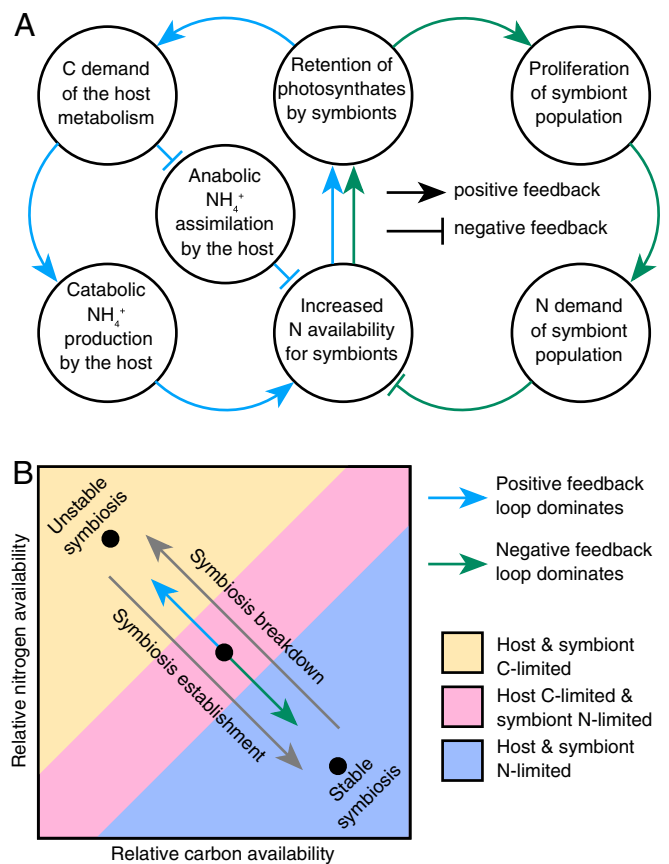 A
C demand
of the host
metabolism
Retention of
photosynthates
by symbionts
Proliferation
of symbiont
population
Anabolic
NH₄⁺
assimilation
by the host
positive feedback
negative feedback
Catabolic
NH₄⁺
production
by the host
Increased
N availability
for symbionts
N demand
of symbiont
population
B
Relative nitrogen availability
Unstable
symbiosis
Symbiosis breakdown
Symbiosis establishment
Stable
symbiosis
Relative carbon availability
Positive feedback
loop dominates
Negative feedback
loop dominates
Host & symbiont
C-limited
Host C-limited &
symbiont N-limited
Host & symbiont
N-limited